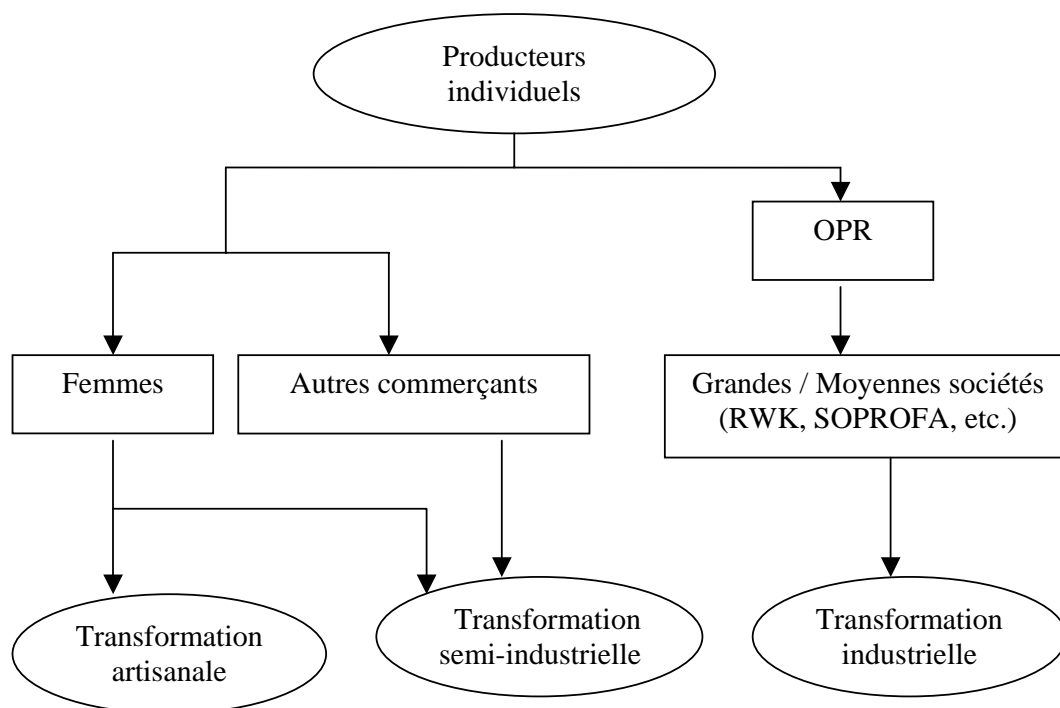 Producteurs
individuels
OPR
Femmes
Autres commerçants
Grandes / Moyennes sociétés
(RWK, SOPROFA, etc.)
Transformation
artisanale
Transformation
semi-industrielle
Transformation
industrielle